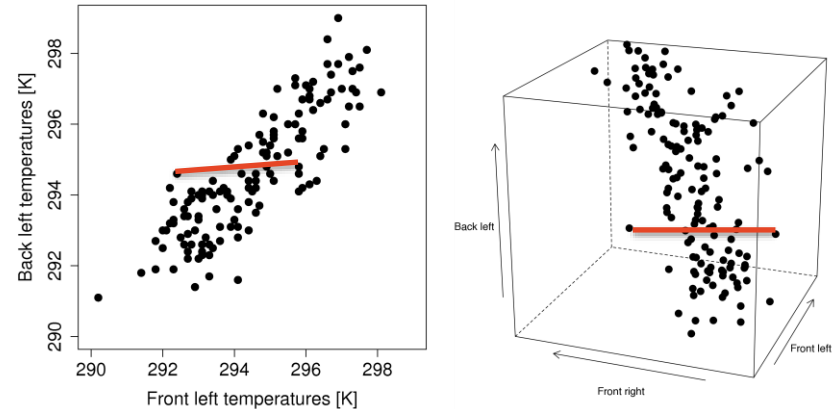 298
296
294
292
290
Back left temperatures [K]
290 292 294 296 298
Front left temperatures [K]
Back left
Front right
Front left